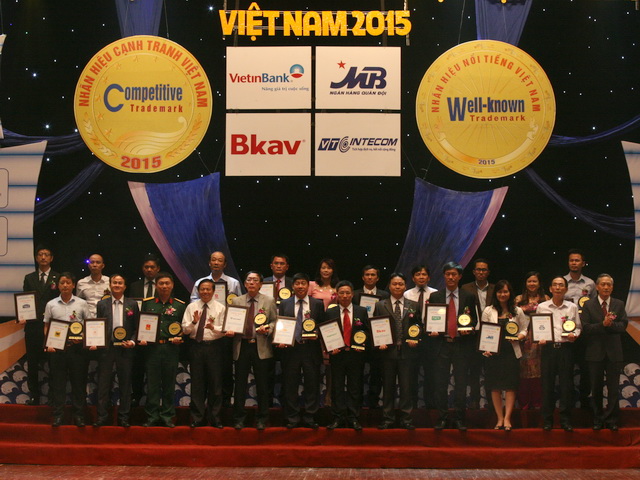 VIỆT NAM 2015
NHÃN HIỆU CẠNH TRANH VIỆT NAM
Competitive
Trademark
2015
VietinBank
Nâng giá trị cuộc sống
MB
NGÂN HÀNG QUÂN ĐỘI
Bkav
VTC INTECOM
NHÃN HIỆU NỔI TIẾNG VIỆT NAM
Well-known
Trademark
2015
BKAV